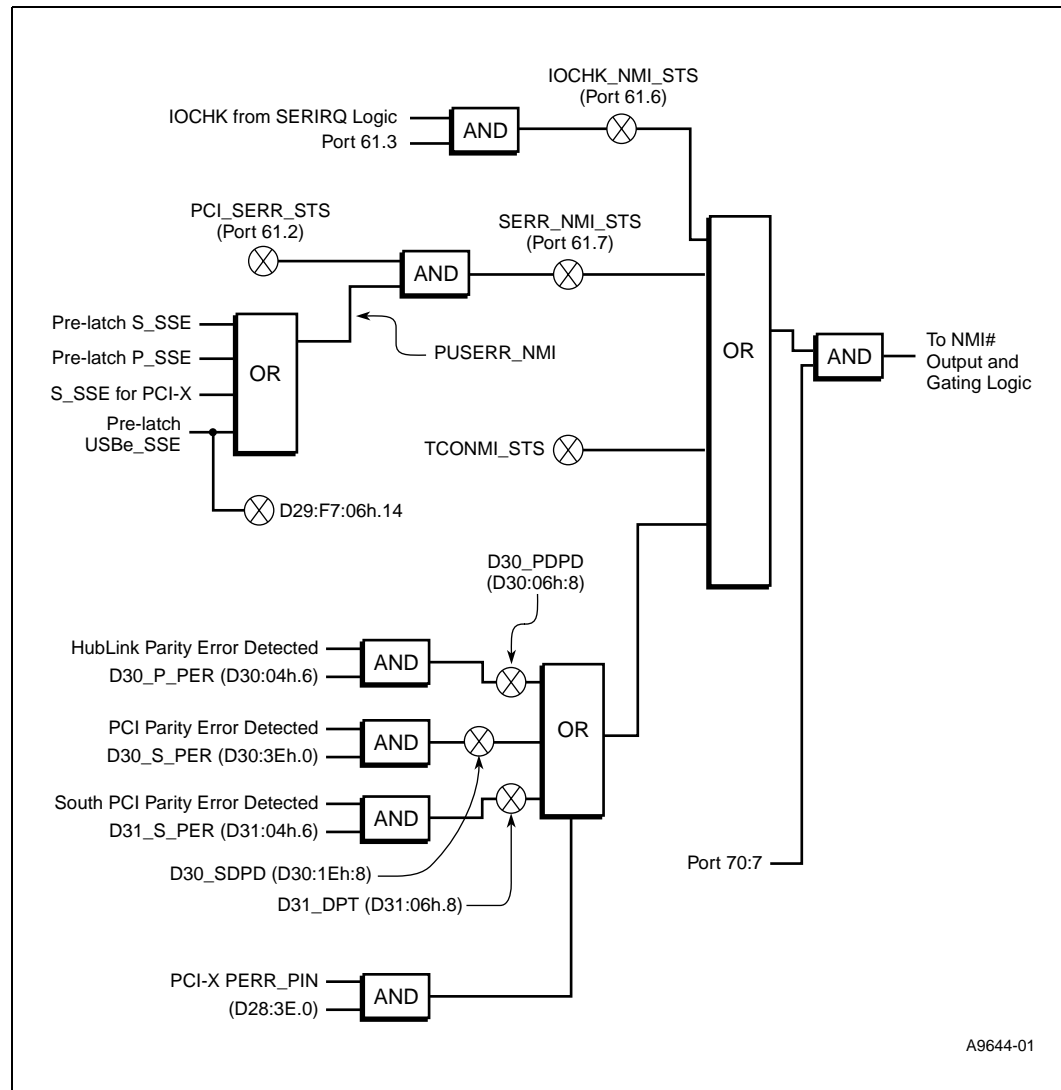 IOCHK_NMI_STS
(Port 61.6)
IOCHK from SERIRQ Logic
Port 61.3
AND
PCI_SERR_STS
(Port 61.2)
SERR_NMI_STS
(Port 61.7)
AND
Pre-latch S_SSE
Pre-latch P_SSE
S_SSE for PCI-X
Pre-latch
USBe_SSE
OR
PUSERR_NMI
OR
AND
To NMI#
Output and
Gating Logic
TCONMI_STS
D29:F7:06h.14
D30_PDPD
(D30:06h:8)
HubLink Parity Error Detected
D30_P_PER (D30:04h.6)
AND
PCI Parity Error Detected
D30_S_PER (D30:3Eh.0)
AND
OR
South PCI Parity Error Detected
D31_S_PER (D31:04h.6)
AND
Port 70:7
D30_SDPD (D30:1Eh:8)
D31_DPT (D31:06h.8)
PCI-X PERR_PIN
(D28:3E.0)
AND
A9644-01